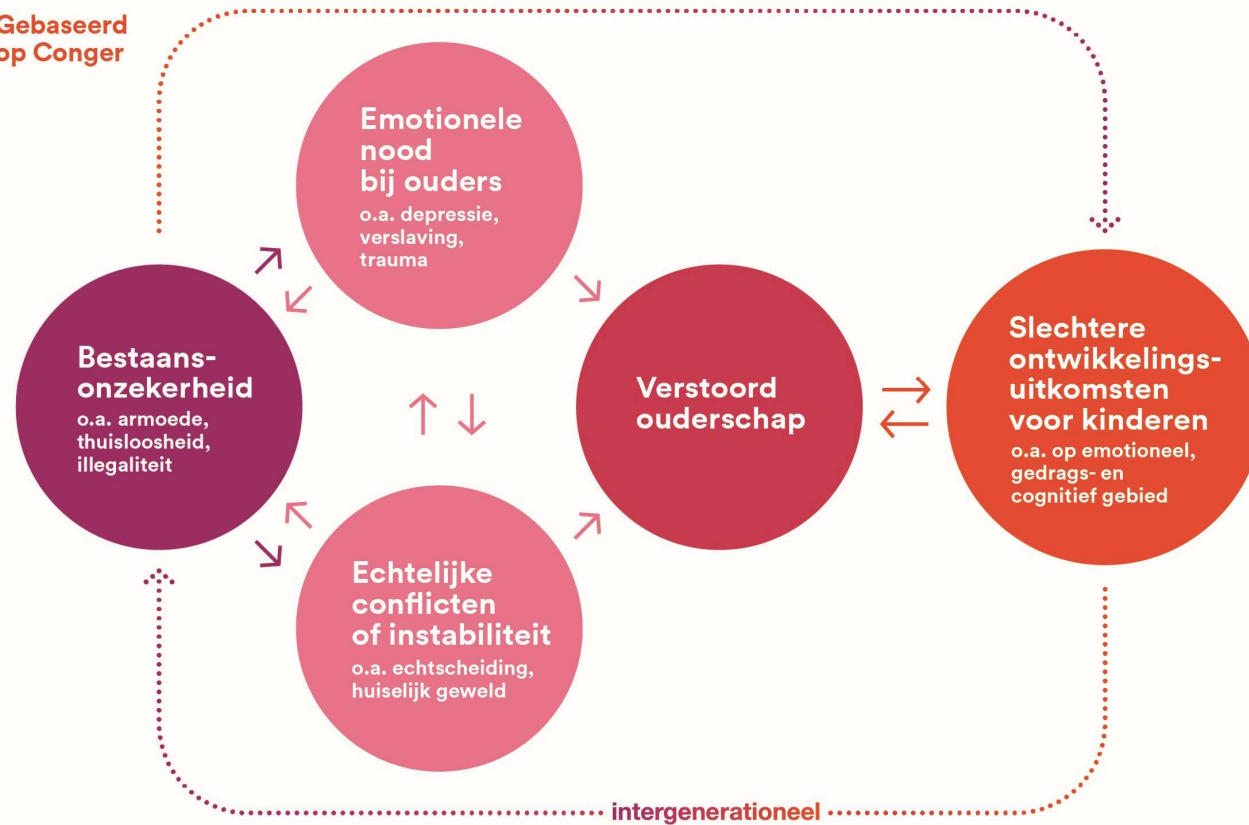 Gebaseerd
op Conger
Emotionele
nood
bij ouders
o.a. depressie,
verslaving,
trauma
Bestaans-
onzekerheid
o.a. armoede,
thuisloosheid,
illegaliteit
Verstoord
ouderschap
Slechtere
ontwikkelings-
uitkomsten
voor kinderen
o.a. op emotioneel,
gedrags- en
cognitief gebied
Echtelijke
conflicten
of instabiliteit
o.a. echtscheiding,
huiselijk geweld
intergenerationeel